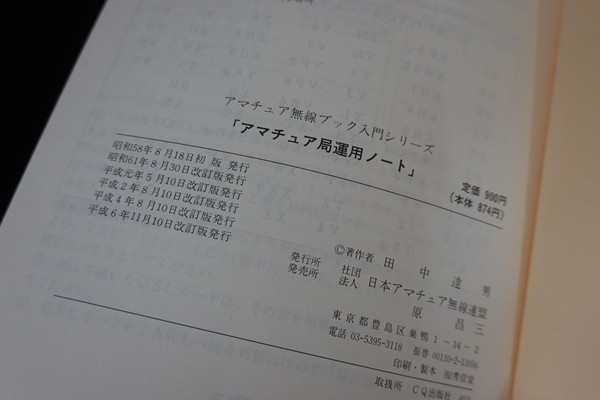 アマチュア無線ブック入門シリーズ
「アマチュア局運用ノート」
定価 900円
(本体 874円)
昭和58年8月18日初版発行
昭和61年8月30日改訂版発行
平成元年5月10日改訂版発行
平成2年8月10日改訂版発行
平成4年8月10日改訂版発行
平成6年11月10日改訂版発行
©著作者 田中達男
発行所 社団
発売所 法人 日本アマチュア無線連盟
原昌三
東京都豊島区巣鴨1-14-2
電話 03-5395-3118 振替 00110-2-13656
印刷・製本 ㈲秀信堂
取扱所 CQ出版社